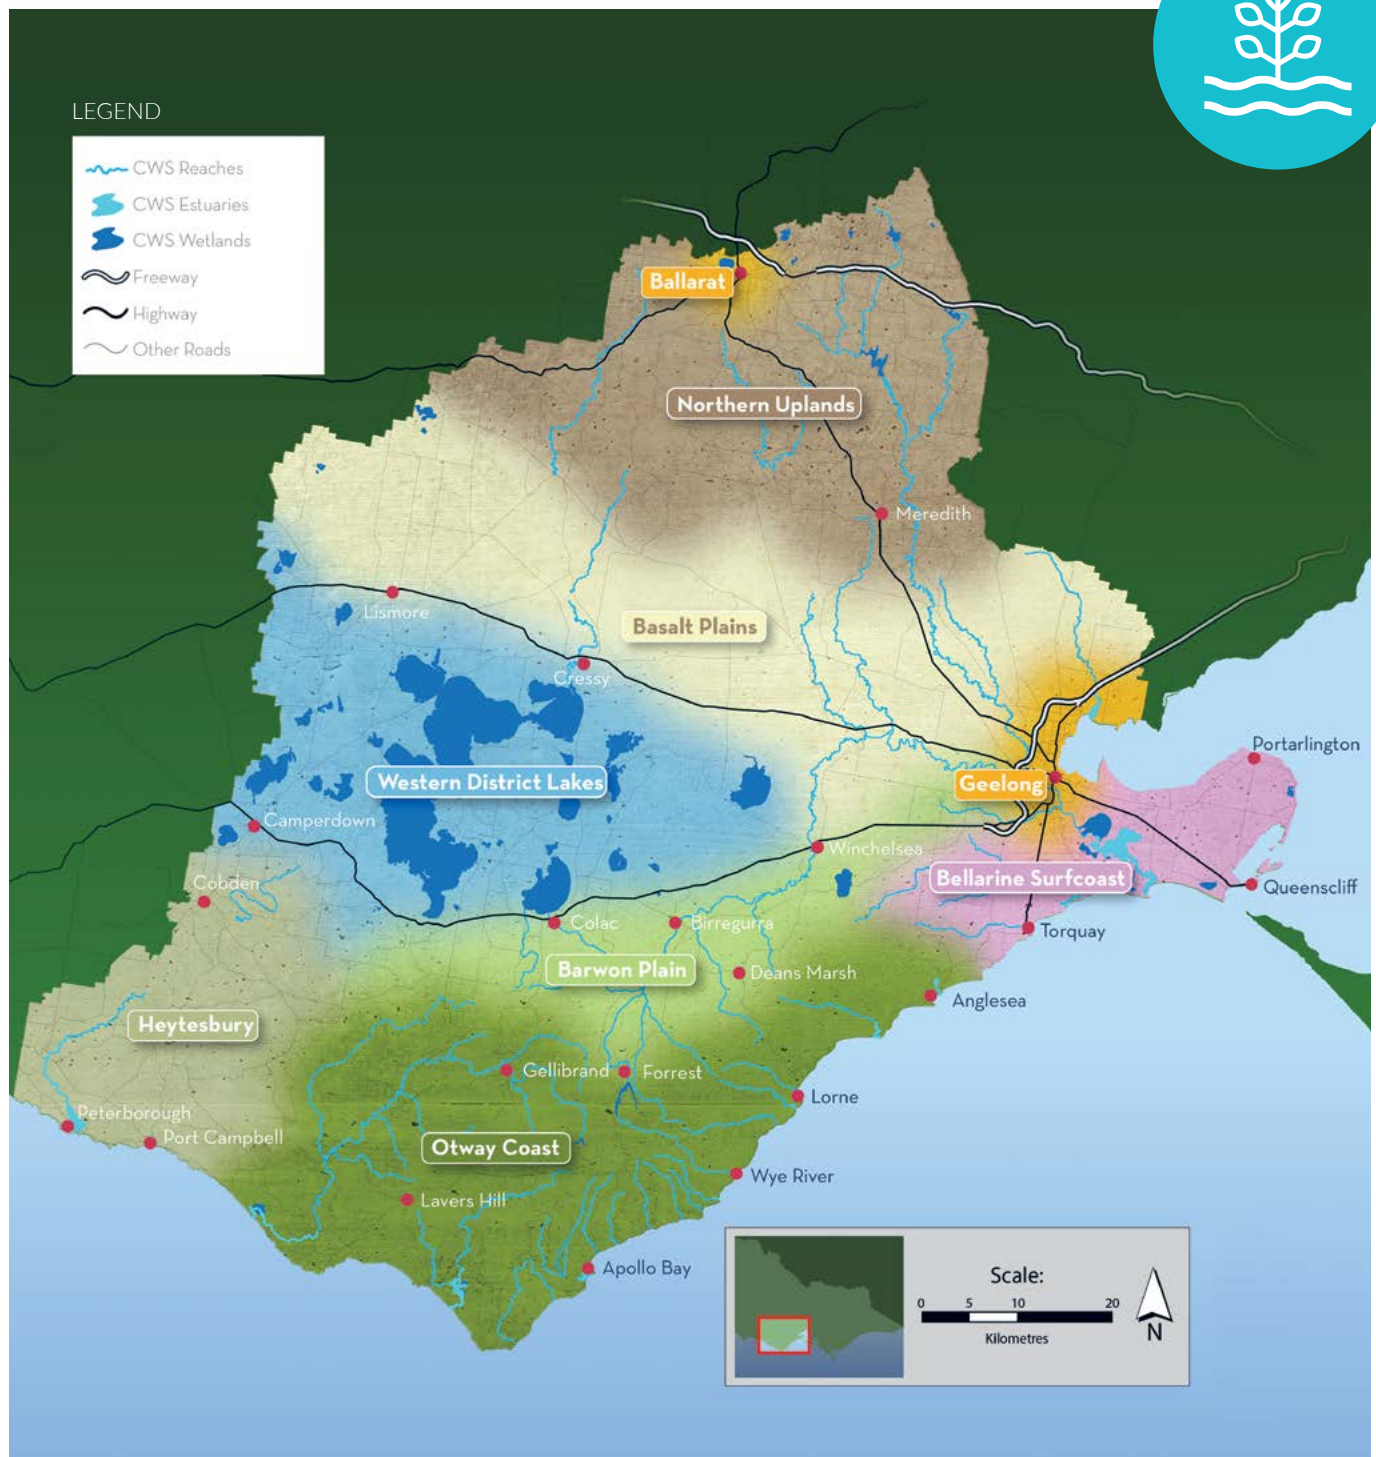 LEGEND
CWS Reaches
CWS Estuaries
CWS Wetlands
Freeway
Highway
Other Roads
Ballarat
Northern Uplands
Meredith
Lismore
Basalt Plains
Cressy
Portarlington
Western District Lakes
Geelong
Camperdown
Winchelsea
Bellarine Surfcoast
Cobden
Queenscliff
Colac
Birregurra
Torquay
Barwon Plain
Deans Marsh
Anglesea
Heytesbury
Gellibrand
Forrest
Lorne
Peterborough
Port Campbell
Otway Coast
Wye River
Lavers Hill
Apollo Bay
Scale:
0 5 10 20
Kilometres
N